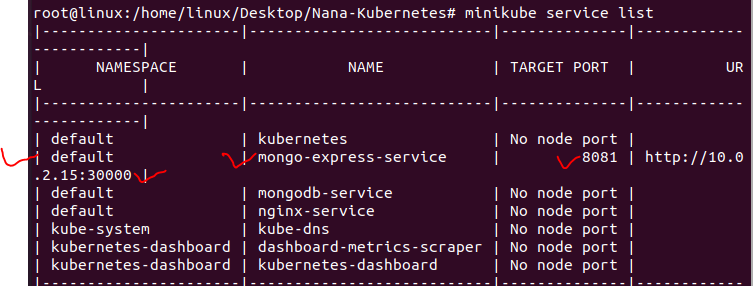 root@linux:/home/linux/Desktop/Nana-Kubernetes# minikube service list
|----------------------|---------------------------|--------------|-------------
------------|
| NAMESPACE | NAME | TARGET PORT | UR
L |
|----------------------|---------------------------|--------------|-------------
------------|
| default | kubernetes | No node port |
| default | mongo-express-service | 8081 | http://10.0
.2.15:30000 |
| default | mongodb-service | No node port |
| default | nginx-service | No node port |
| kube-system | kube-dns | No node port |
| kubernetes-dashboard | dashboard-metrics-scraper | No node port |
| kubernetes-dashboard | kubernetes-dashboard | No node port |
|----------------------|---------------------------|--------------|-------------